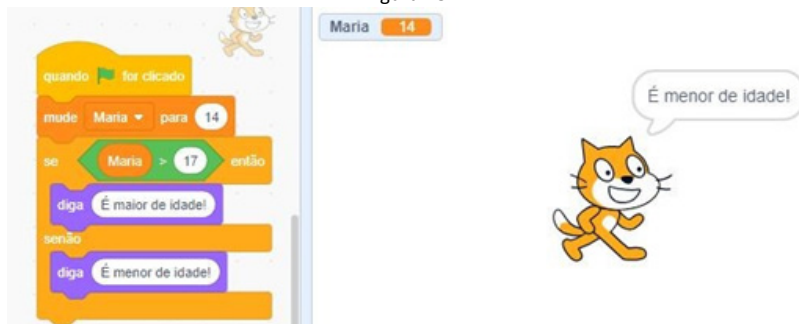 quando for clicado
mude Maria para 14
se Maria > 17 então
diga É maior de idade!
senão
diga É menor de idade!
Maria 14
É menor de idade!